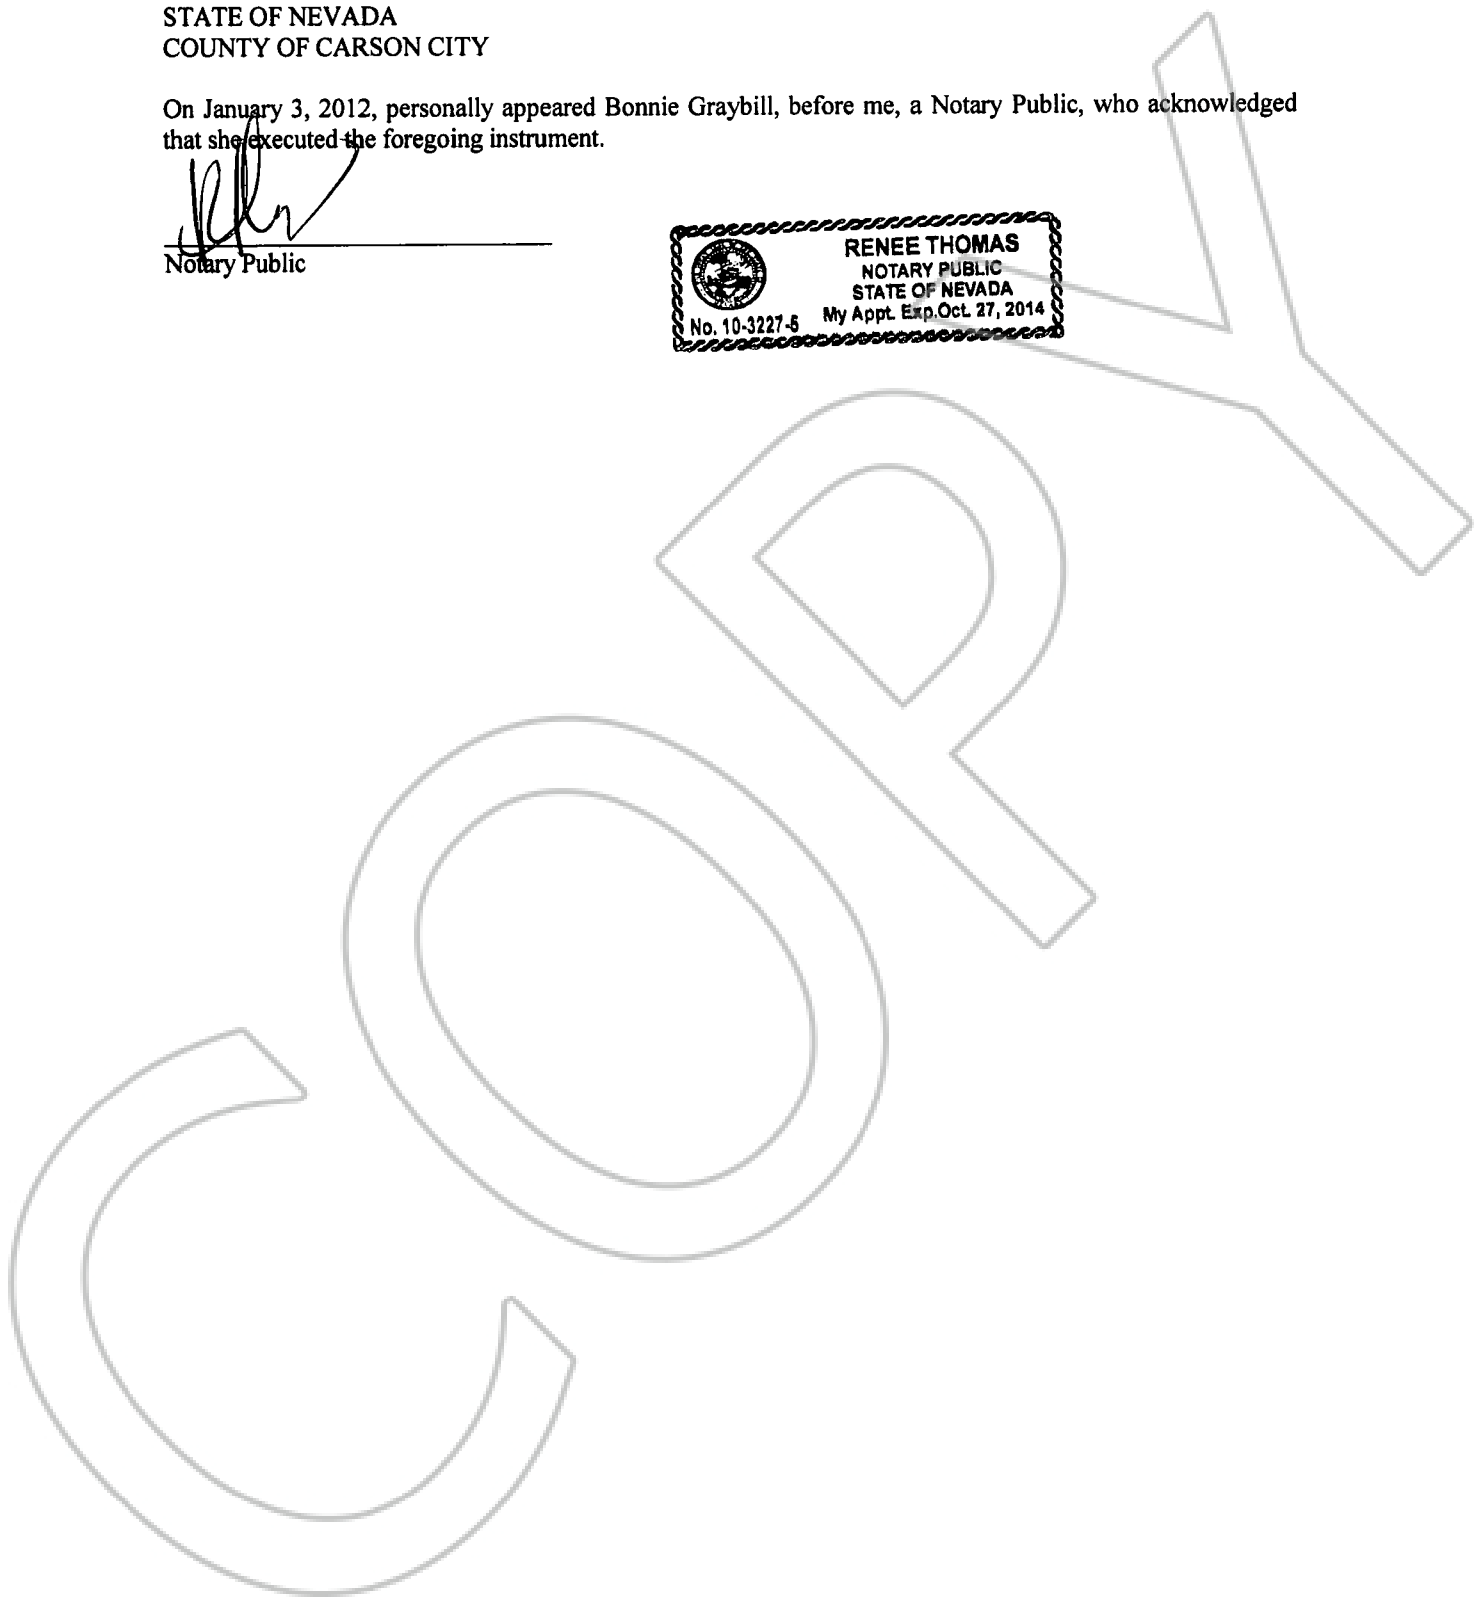 STATE OF NEVADA
COUNTY OF CARSON CITY
On January 3, 2012, personally appeared Bonnie Graybill, before me, a Notary Public, who acknowledged
that she executed the foregoing instrument.
Notary Public
RENEE THOMAS
NOTARY PUBLIC
STATE OF NEVADA
My Appt. Exp.Oct. 27, 2014
No. 10-3227-5
COPY